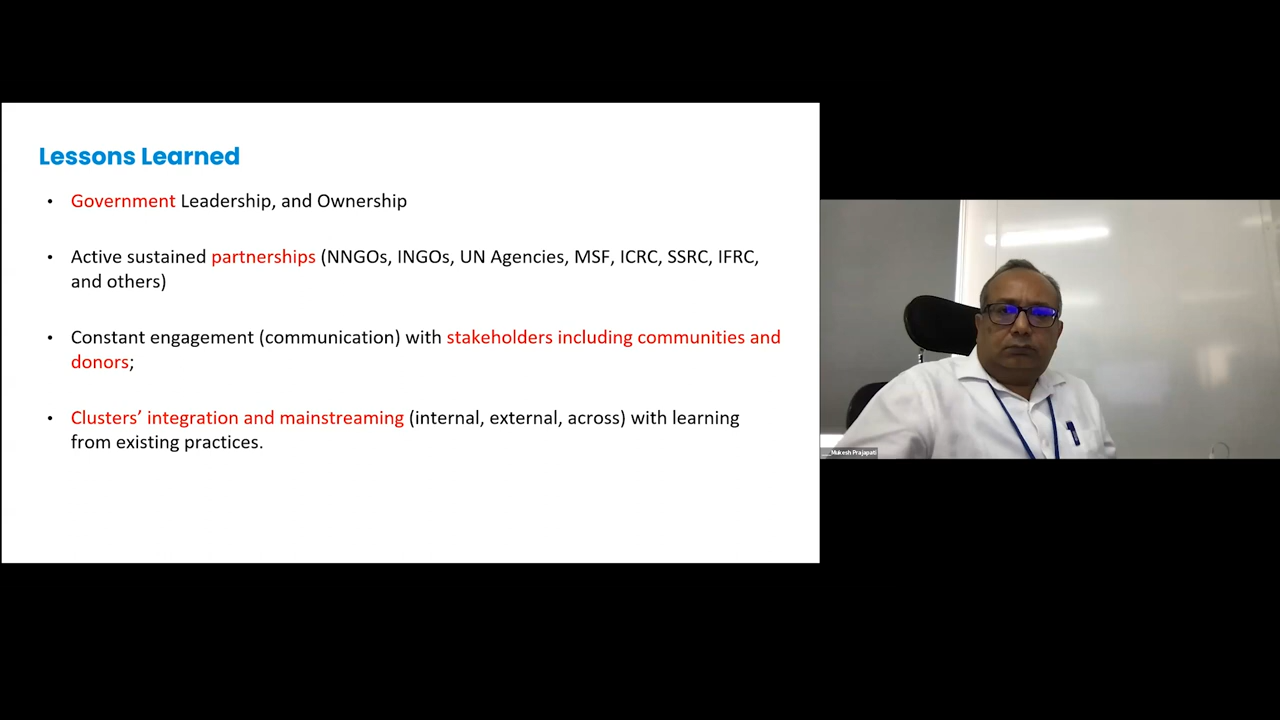 Lessons Learned
• Government Leadership, and Ownership
• Active sustained partnerships (NNGOs, INGOs, UN Agencies, MSF, ICRC, SSRC, IFRC,
and others)
• Constant engagement (communication) with stakeholders including communities and
donors;
• Clusters’ integration and mainstreaming (internal, external, across) with learning
from existing practices.
Mukesh Prajapati